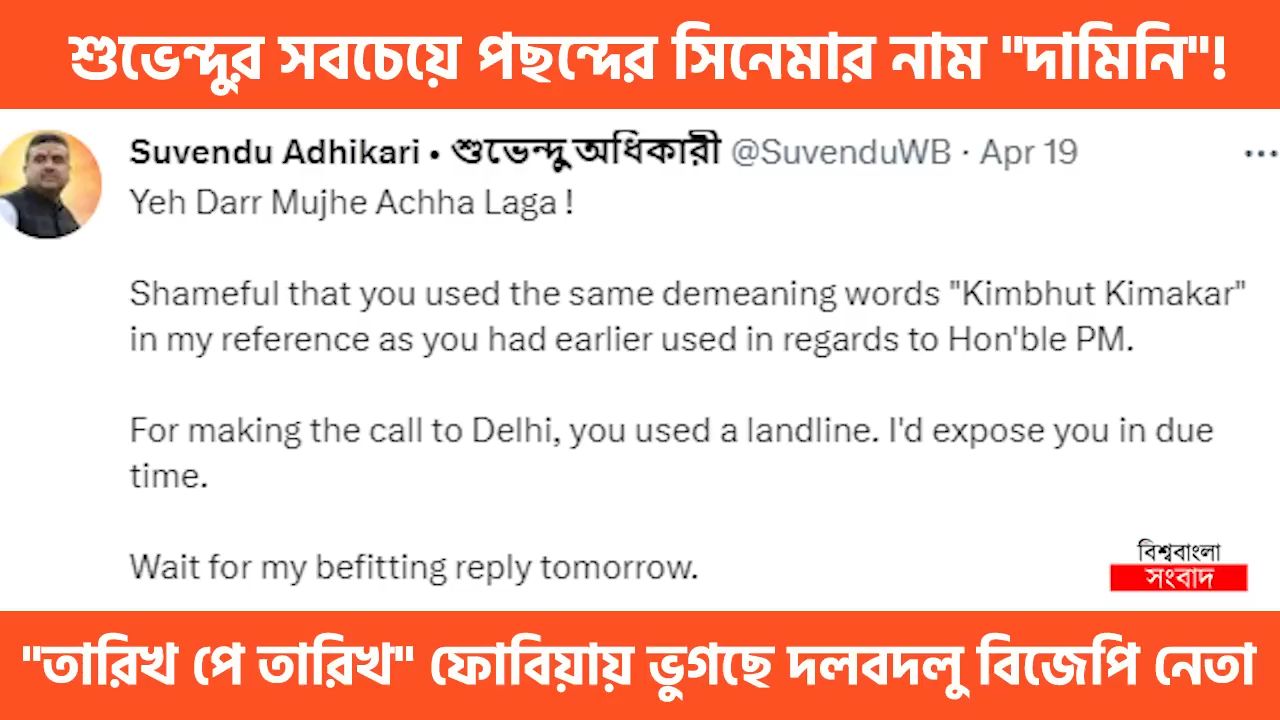 শুভেন্দুর সবচেয়ে পছন্দের সিনেমার নাম "দামিনি"!
Suvendu Adhikari • শুভেন্দু অধিকারী @SuvenduWB · Apr 19 ...
Yeh Darr Mujhe Achha Laga !
Shameful that you used the same demeaning words "Kimbhut Kimakar"
in my reference as you had earlier used in regards to Hon'ble PM.
For making the call to Delhi, you used a landline. I'd expose you in due
time.
Wait for my befitting reply tomorrow.
বিশ্ববাংলা
সংবাদ
"তারিখ পে তারিখ" ফোবিয়ায় ভুগছে দলবদলু বিজেপি নেতা